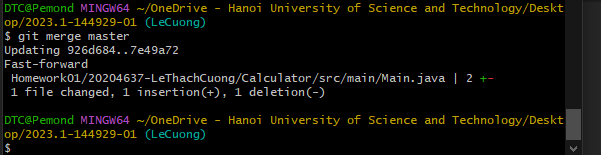 DTC@Pemond MINGW64 ~/OneDrive - Hanoi University of Science and Technology/Deskt
op/2023.1-144929-01 (LeCuong)
$ git merge master
Updating 926d684..7e49a72
Fast-forward
 Homework01/20204637-LeThachCuong/Calculator/src/main/Main.java | 2 +-
 1 file changed, 1 insertion(+), 1 deletion(-)

DTC@Pemond MINGW64 ~/OneDrive - Hanoi University of Science and Technology/Deskt
op/2023.1-144929-01 (LeCuong)
$